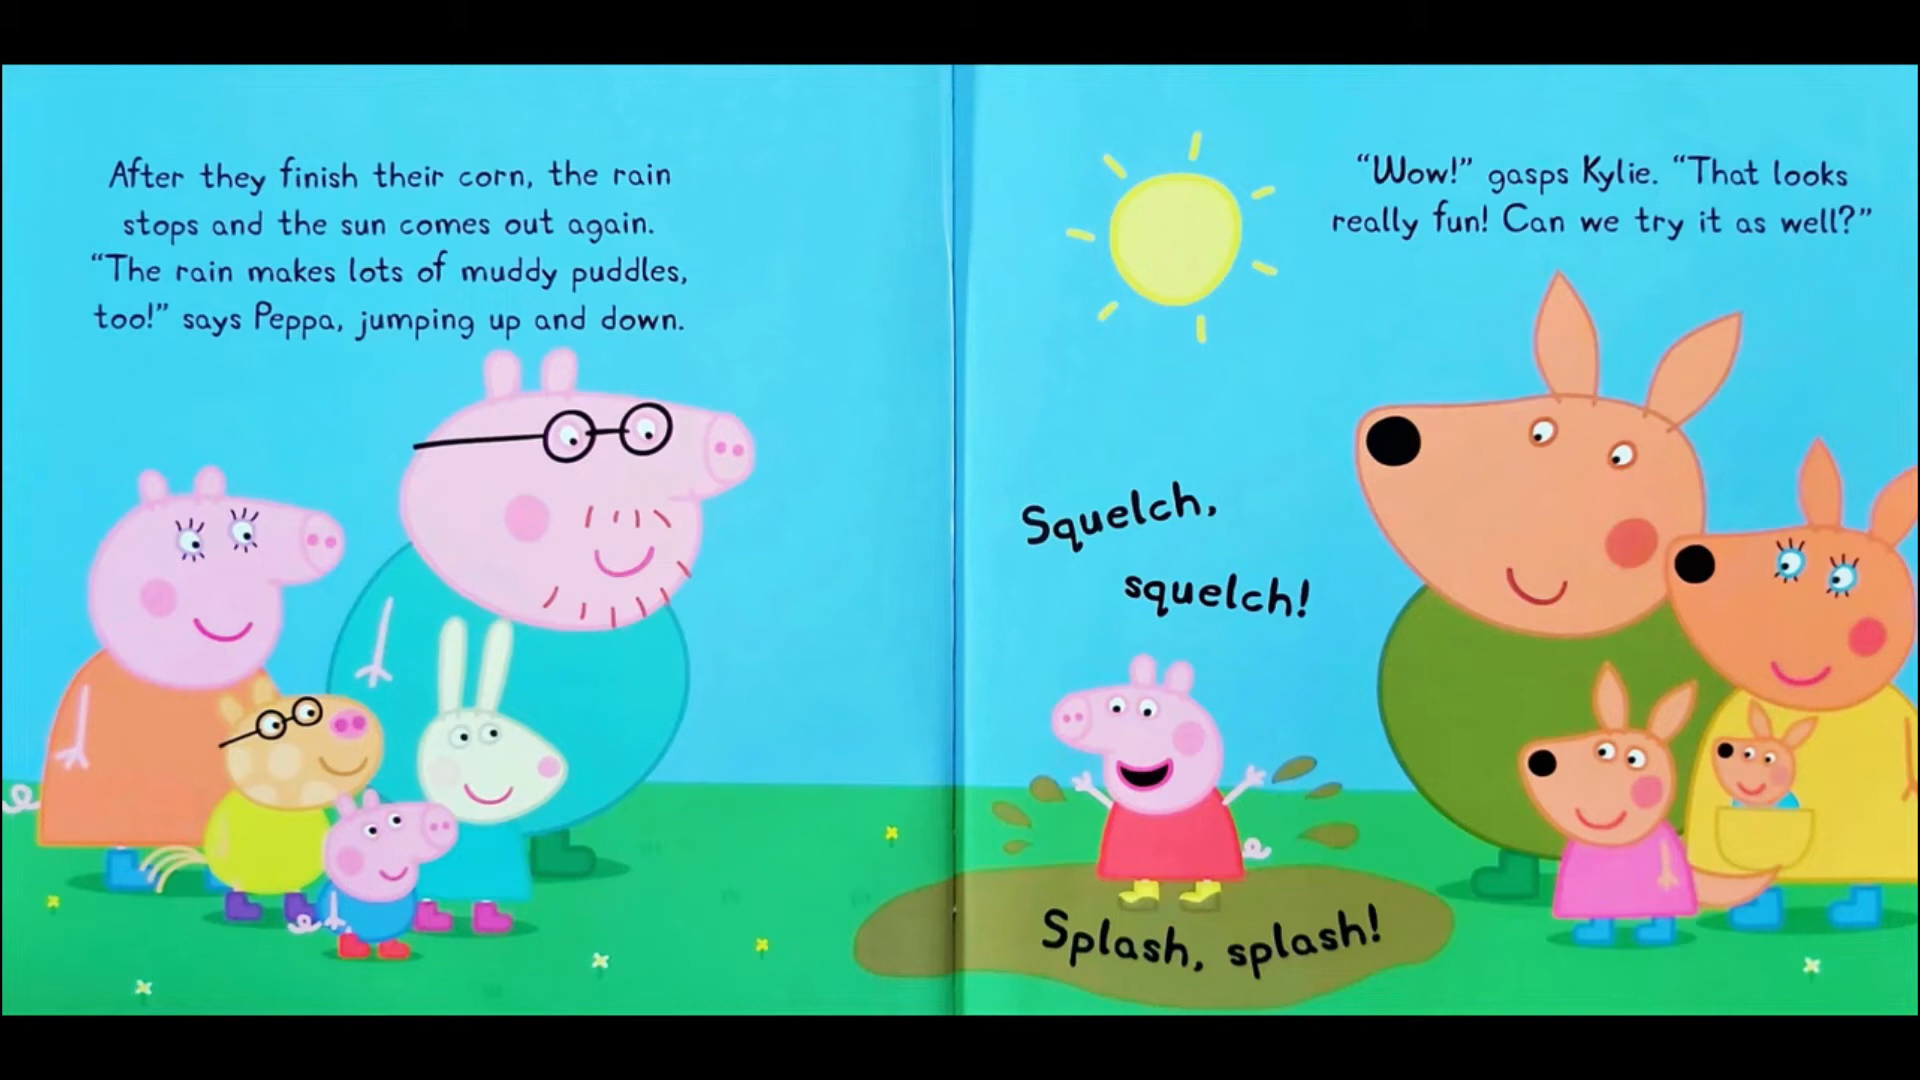 After they finish their corn, the rain
stops and the sun comes out again.
“The rain makes lots of muddy puddles,
too!” says Peppa, jumping up and down.
“Wow!” gasps Kylie. “That looks
really fun! Can we try it as well?”
Squelch,
squelch!
Splash, splash!